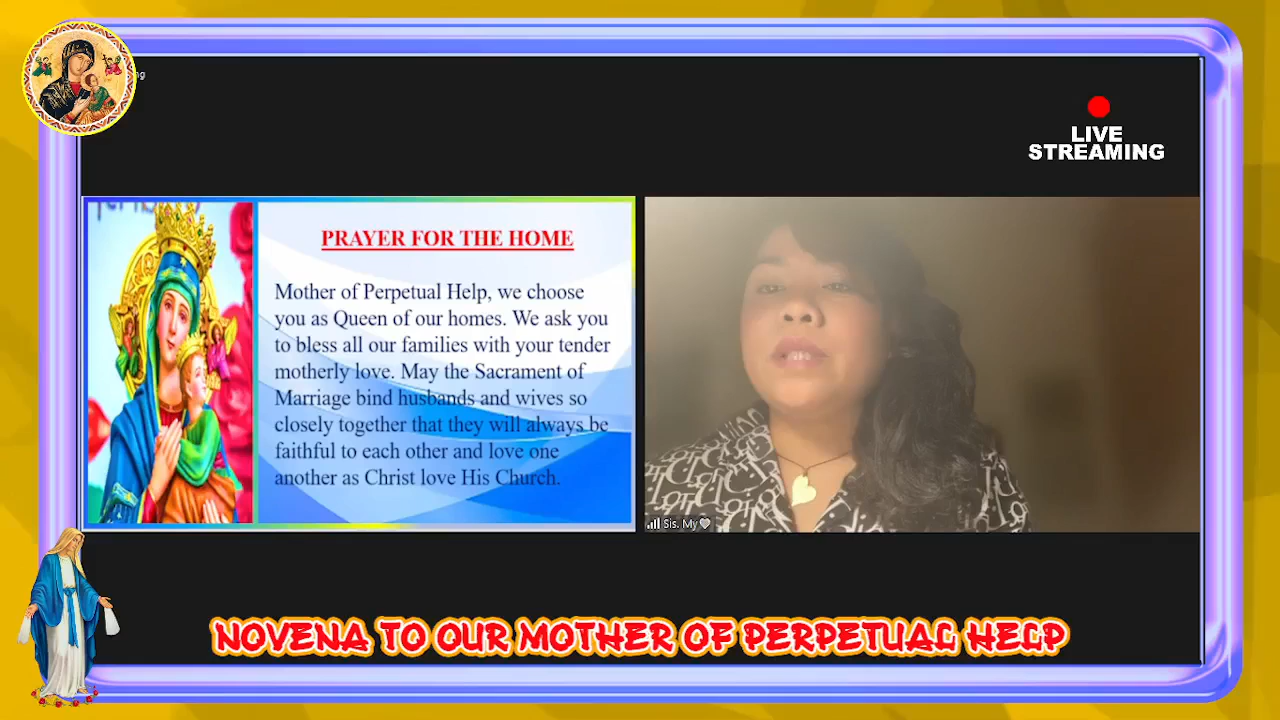 LIVE
STREAMING
PRAYER FOR THE HOME
Mother of Perpetual Help, we choose
you as Queen of our homes. We ask you
to bless all our families with your tender
motherly love. May the Sacrament of
Marriage bind husbands and wives so
closely together that they will always be
faithful to each other and love one
another as Christ love His Church.
Sis. My🤍
NOVENA TO OUR MOTHER OF PERPETUAL HELP